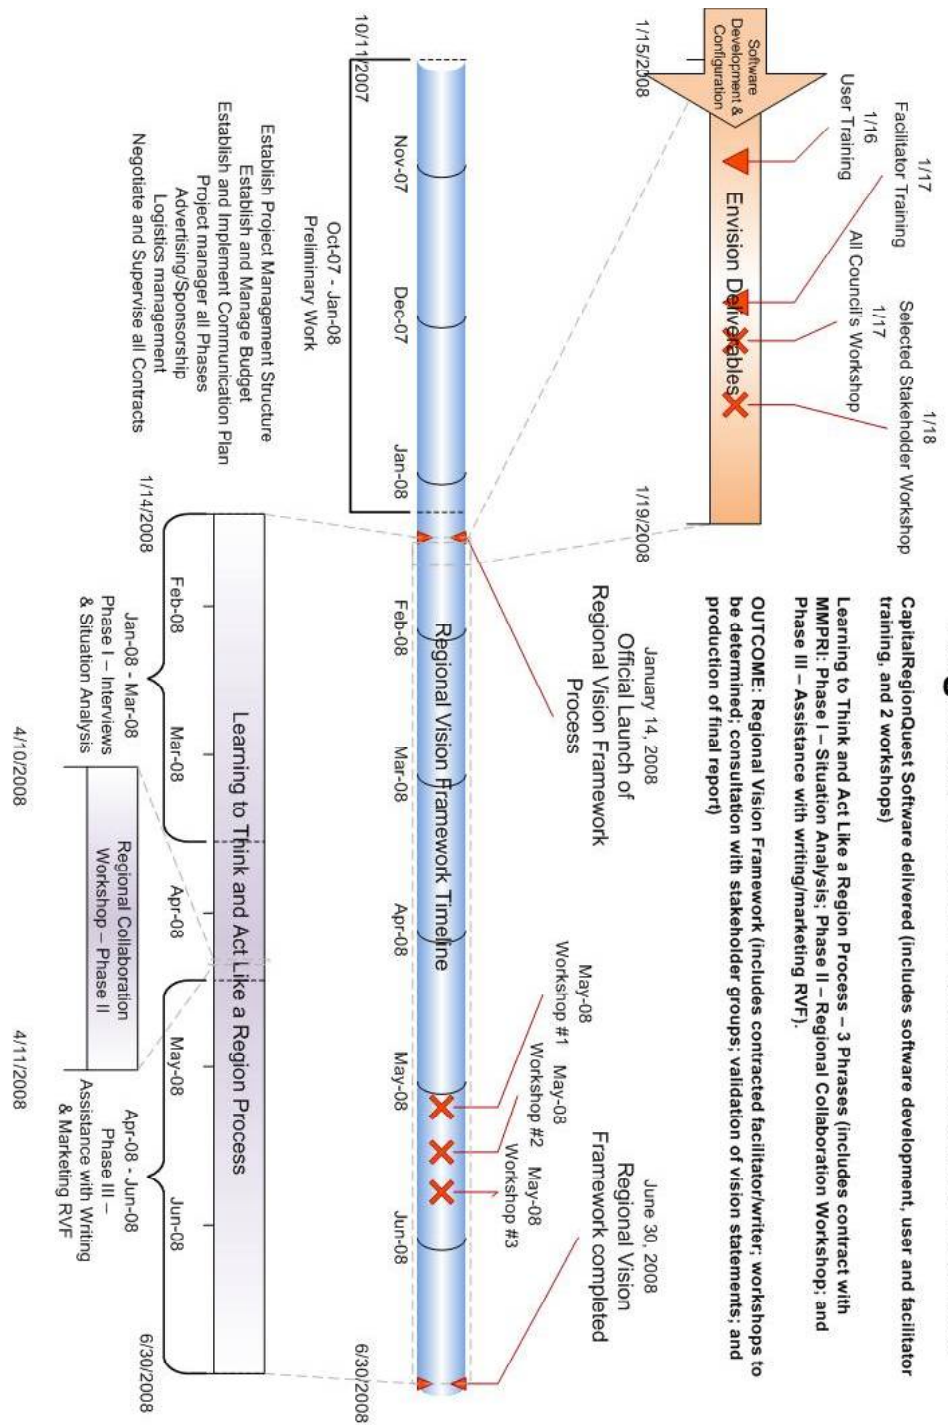 CapitalRegionQuest Software delivered (includes software development, user and facilitator
training, and 2 workshops)
Learning to Think and Act Like a Region Process – 3 Phrases (includes contract with
MMPRI: Phase I – Situation Analysis; Phase II – Regional Collaboration Workshop; and
Phase III – Assistance with writing/marketing RVF).
OUTCOME: Regional Vision Framework (includes contracted facilitator/writer; workshops to
be determined; consultation with stakeholder groups; validation of vision statements; and
production of final report)
1/18
Selected Stakeholder Workshop
1/17
Facilitator Training
1/17
All Council's Workshop
1/16
User Training
Software
Development &
Configuration
Envision Deliverables
1/15/2008
1/19/2008
January 14, 2008
Official Launch of
Regional Vision Framework
Process
May-08
Workshop #1
May-08
Workshop #2
May-08
Workshop #3
June 30, 2008
Regional Vision
Framework completed
Regional Vision Framework Timeline
Nov-07
Dec-07
Jan-08
Feb-08
Mar-08
Apr-08
May-08
Jun-08
10/11/2007
6/30/2008
Oct-07 - Jan-08
Preliminary Work
Establish Project Management Structure
Establish and Manage Budget
Establish and Implement Communication Plan
Project manager all Phases
Advertising/Sponsorship
Logistics management
Negotiate and Supervise all Contracts
Learning to Think and Act Like a Region Process
Feb-08
Mar-08
Apr-08
May-08
Jun-08
1/14/2008
6/30/2008
Jan-08 - Mar-08
Phase I – Interviews
& Situation Analysis
Regional Collaboration
Workshop – Phase II
Apr-08 - Jun-08
Phase III –
Assistance with Writing
& Marketing RVF
4/10/2008
4/11/2008